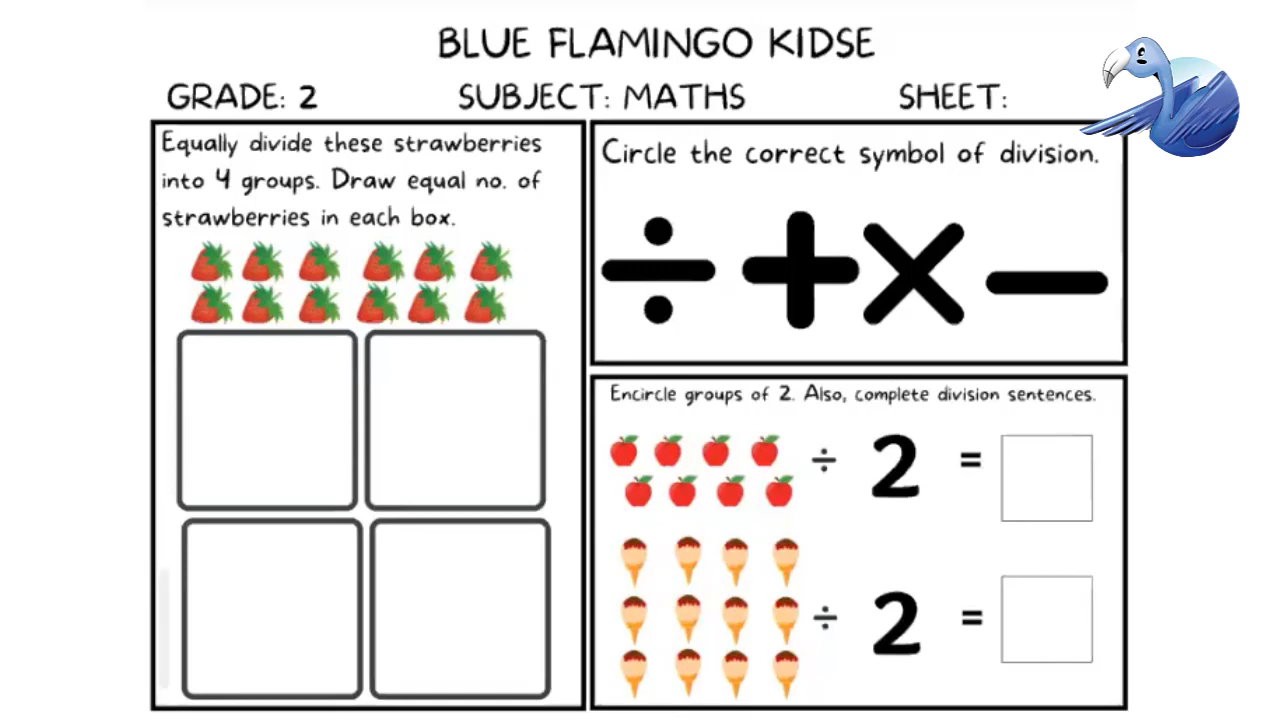 BLUE FLAMINGO KIDSE
GRADE: 2 SUBJECT: MATHS SHEET:
Equally divide these strawberries
into 4 groups. Draw equal no. of
strawberries in each box.
Circle the correct symbol of division.
÷ + × −
Encircle groups of 2. Also, complete division sentences.
÷ 2 =
÷ 2 =